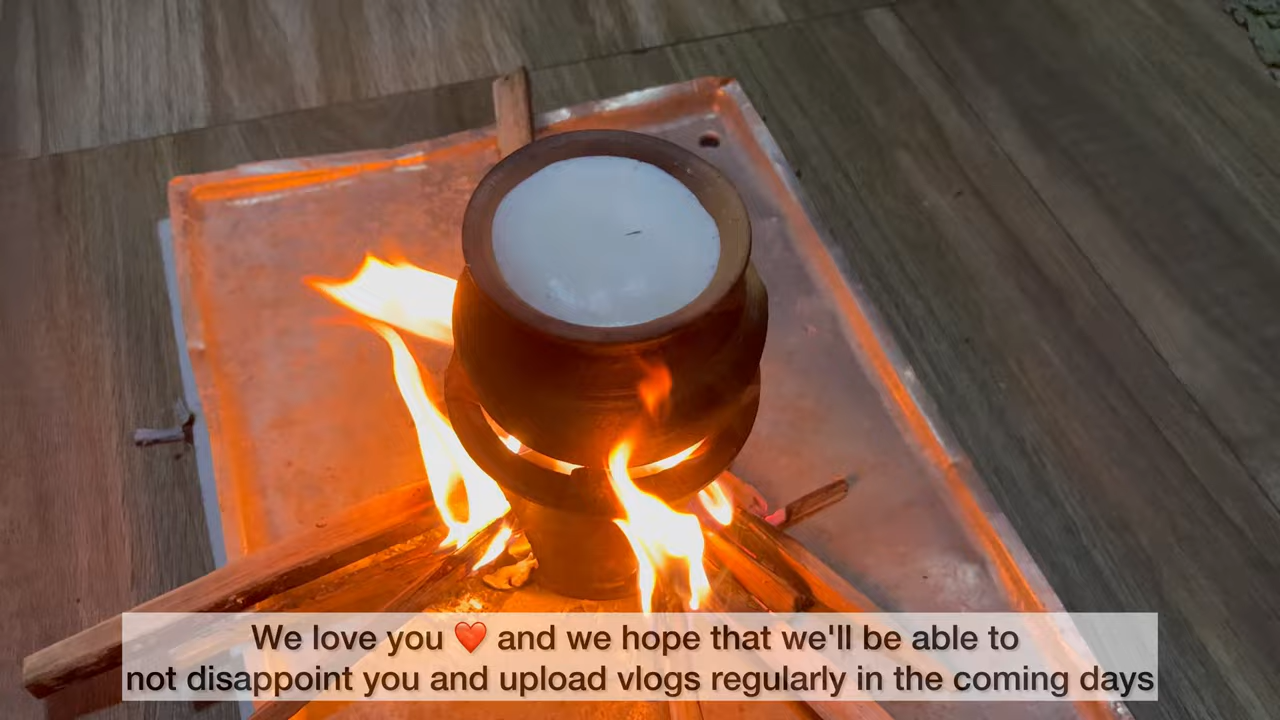 We love you ❤️ and we hope that we'll be able to
not disappoint you and upload vlogs regularly in the coming days